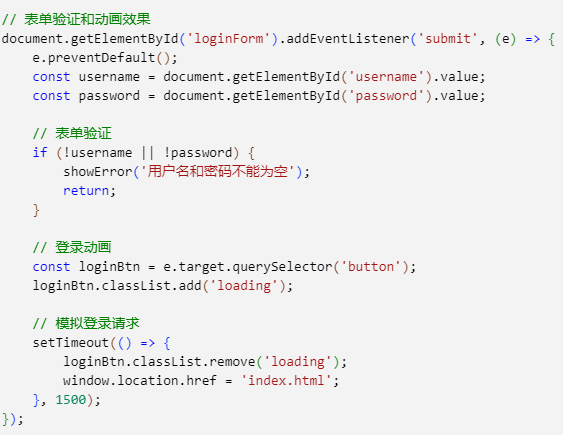 // 表单验证和动画效果
document.getElementById('loginForm').addEventListener('submit', (e) => {
    e.preventDefault();
    const username = document.getElementById('username').value;
    const password = document.getElementById('password').value;

    // 表单验证
    if (!username || !password) {
        showError('用户名和密码不能为空');
        return;
    }

    // 登录动画
    const loginBtn = e.target.querySelector('button');
    loginBtn.classList.add('loading');

    // 模拟登录请求
    setTimeout(() => {
        loginBtn.classList.remove('loading');
        window.location.href = 'index.html';
    }, 1500);
});